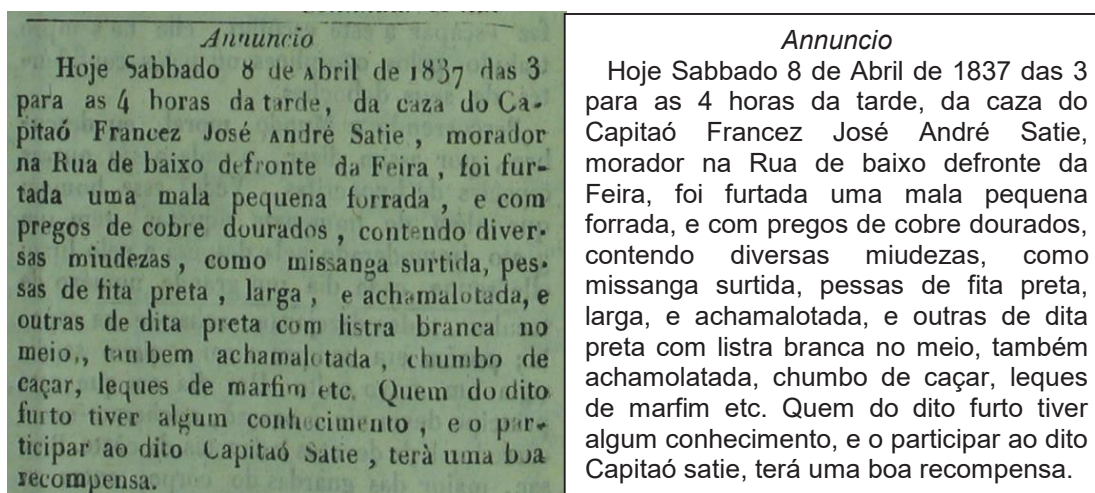 Annuncio
Hoje Sabbado 8 de Abril de 1837 das 3
para as 4 horas da tarde, da caza do Ca-
pitaó Francez José André Satie, morador
na Rua de baixo defronte da Feira, foi fur-
tada uma mala pequena forrada, e com
pregos de cobre dourados, contendo diver-
sas miudezas, como missanga surtida, pes-
sas de fita preta, larga, e achamalotada, e
outras de dita preta com listra branca no
meio,, tambem achamalotada, chumbo de
caçar, leques de marfim etc. Quem do dito
furto tiver algum conhecimento, e o par-
ticipar ao dito Capitaó Satie, terà uma boa
recompensa.
Annuncio
Hoje Sabbado 8 de Abril de 1837 das 3
para as 4 horas da tarde, da caza do
Capitaó Francez José André Satie,
morador na Rua de baixo defronte da
Feira, foi furtada uma mala pequena
forrada, e com pregos de cobre dourados,
contendo diversas miudezas, como
missanga surtida, pessas de fita preta,
larga, e achamalotada, e outras de dita
preta com listra branca no meio, também
achamolatada, chumbo de caçar, leques
de marfim etc. Quem do dito furto tiver
algum conhecimento, e o participar ao dito
Capitaó satie, terá uma boa recompensa.